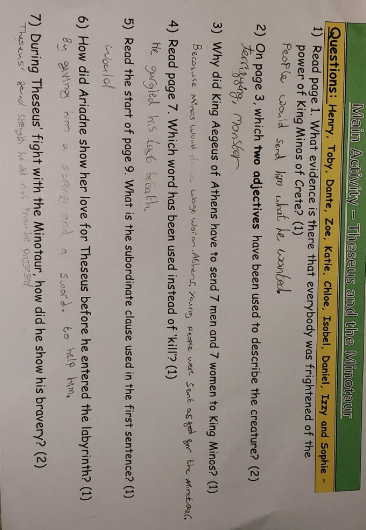 Main Activity – Theseus and the Minotaur
Questions: Henry, Toby, Dante, Zoe, Katie, Chloe, Isobel, Daniel, Izzy and Sophie –
1) Read page 1. What evidence is there that everybody was frightened of the
power of King Minos of Crete? (1)
People would send him what he wanted
2) On page 3, which two adjectives have been used to describe the creature? (2)
terrifying, monster
3) Why did King Aegeus of Athens have to send 7 men and 7 women to King Minos? (1)
Because Minos would wage war on Athens, young people were sent as food for the Minotaur.
4) Read page 7. Which word has been used instead of 'kill'? (1)
He gurgled his last breath.
5) Read the start of page 9. What is the subordinate clause used in the first sentence? (1)
would
6) How did Ariadne show her love for Theseus before he entered the labyrinth? (1)
By giving him a string and a sword. to help him.
7) During Theseus' fight with the Minotaur, how did he show his bravery? (2)
Theseus' strength he did not